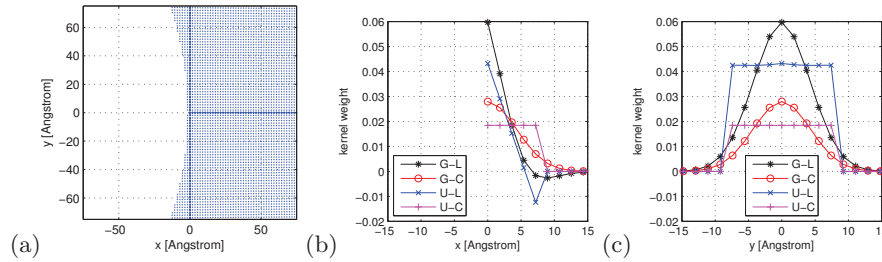 (a)
y [Angstrom]
60
40
20
0
−20
−40
−60
−50
0
50
x [Angstrom]
(b)
kernel weight
0.06
0.05
0.04
0.03
0.02
0.01
0
−0.01
−0.02
G−L
G−C
U−L
U−C
−15
−10
−5
0
5
10
15
x [Angstrom]
(c)
kernel weight
0.06
0.05
0.04
0.03
0.02
0.01
0
−0.01
−0.02
G−L
G−C
U−L
U−C
−15
−10
−5
0
5
10
15
y [Angstrom]